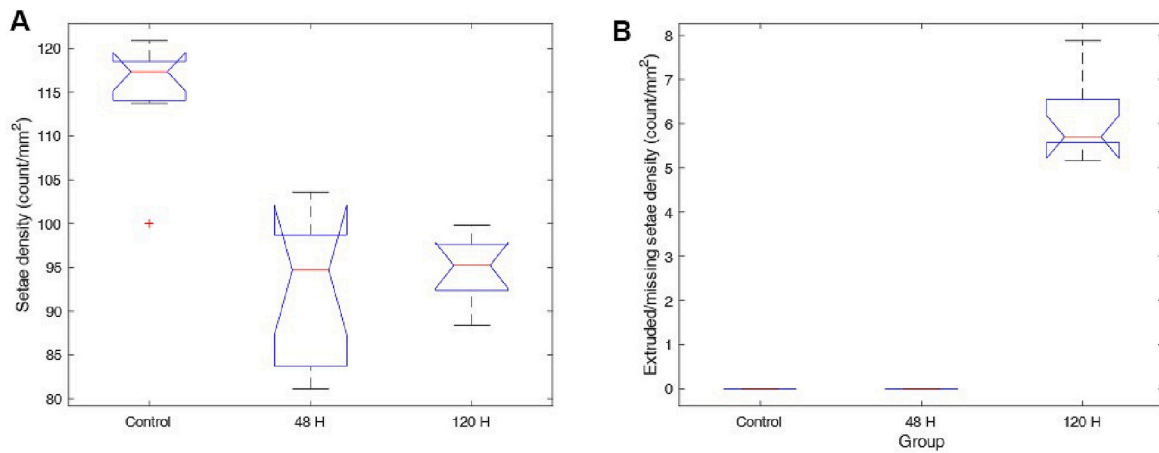 A
Setae density (count/mm²)
120
115
110
105
100
95
90
85
80
Control
48 H
120 H
B
Extruded/missing setae density (count/mm²)
8
7
6
5
4
3
2
1
0
Control
48 H
120 H
Group